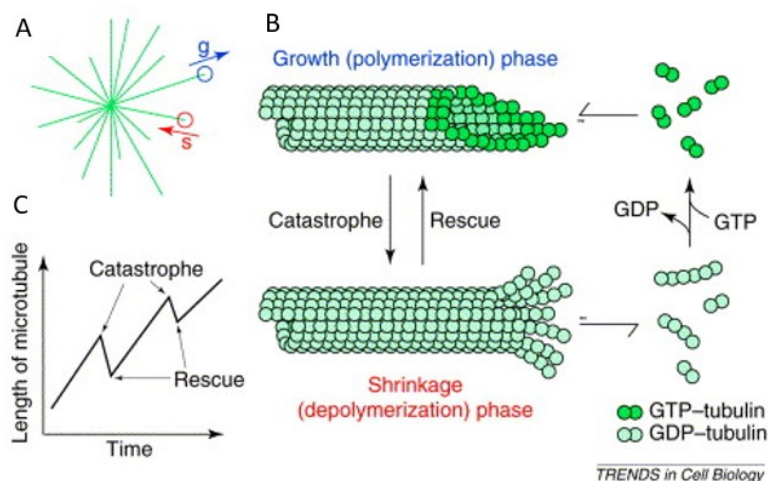 A
g
s
B
Growth (polymerization) phase
Catastrophe
Rescue
GDP
GTP
Shrinkage
(depolymerization) phase
GTP–tubulin
GDP–tubulin
TRENDS in Cell Biology
C
Length of microtubule
Catastrophe
Rescue
Time